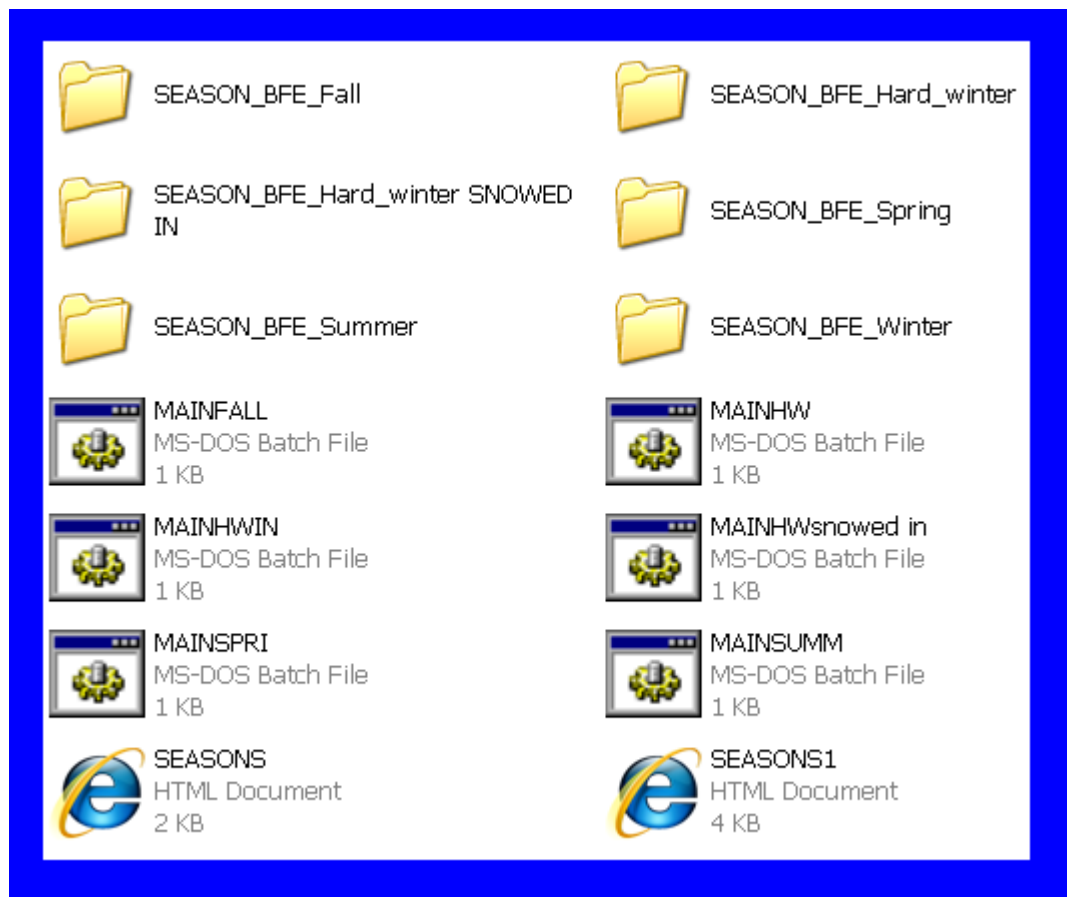 SEASON_BFE_Fall
SEASON_BFE_Hard_winter
SEASON_BFE_Hard_winter SNOWED
IN
SEASON_BFE_Spring
SEASON_BFE_Summer
SEASON_BFE_Winter
MAINFALL
MS-DOS Batch File
1 KB
MAINHW
MS-DOS Batch File
1 KB
MAINHWIN
MS-DOS Batch File
1 KB
MAINHWsnowed in
MS-DOS Batch File
1 KB
MAINSPRI
MS-DOS Batch File
1 KB
MAINSUMM
MS-DOS Batch File
1 KB
SEASONS
HTML Document
2 KB
SEASONS1
HTML Document
4 KB